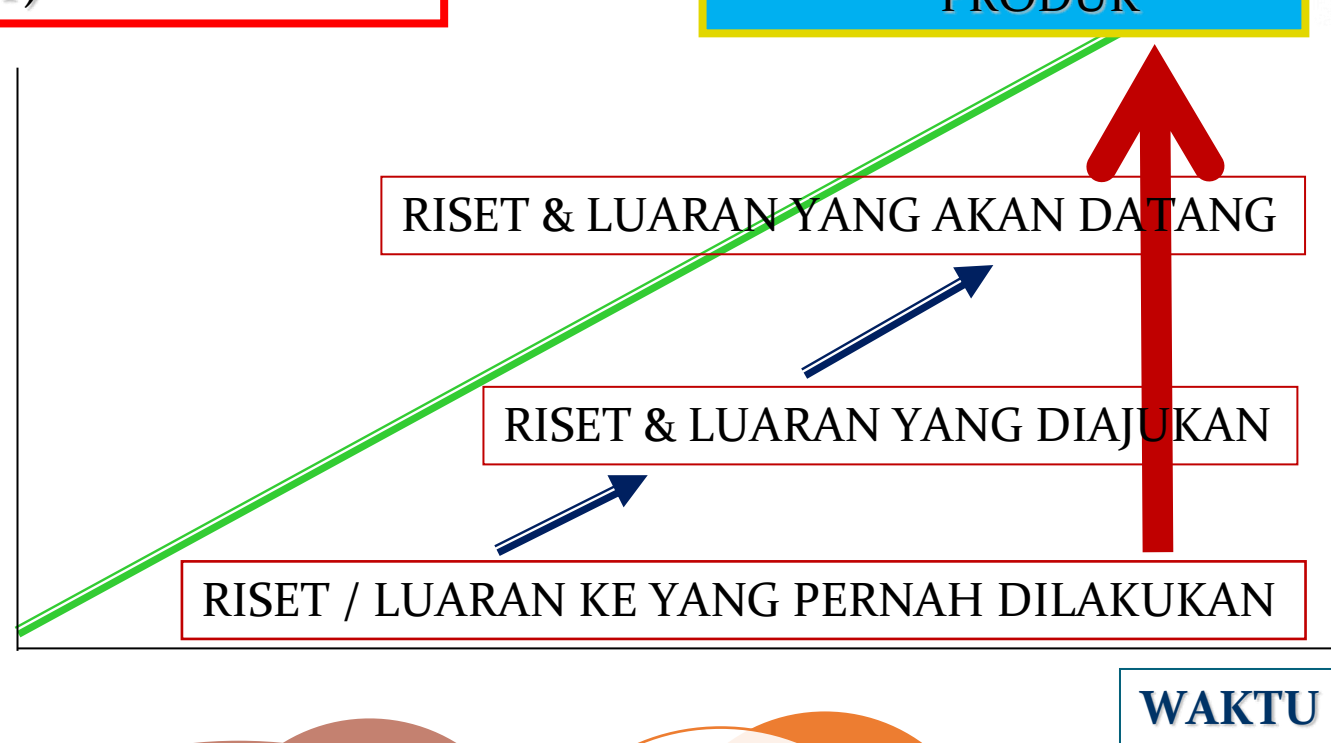 PRODUK
RISET & LUARAN YANG AKAN DATANG
RISET & LUARAN YANG DIAJUKAN
RISET / LUARAN KE YANG PERNAH DILAKUKAN
WAKTU